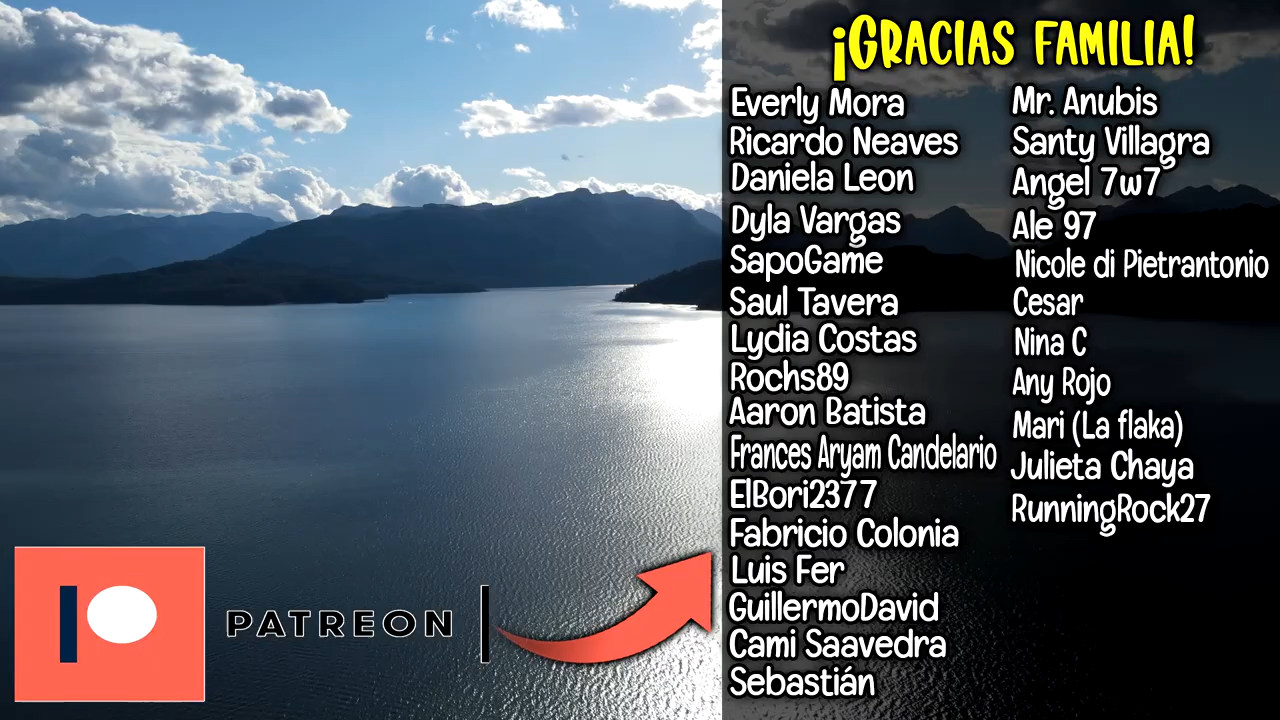 ¡GRACIAS FAMILIA!
Everly Mora
Ricardo Neaves
Daniela Leon
Dyla Vargas
SapoGame
Saul Tavera
Lydia Costas
Rochs89
Aaron Batista
Frances Aryam Candelario
ElBori2377
Fabricio Colonia
Luis Fer
GuillermoDavid
Cami Saavedra
Sebastián
Mr. Anubis
Santy Villagra
Angel 7w7
Ale 97
Nicole di Pietrantonio
Cesar
Nina C
Any Rojo
Mari (La flaka)
Julieta Chaya
RunningRock27
PATREON